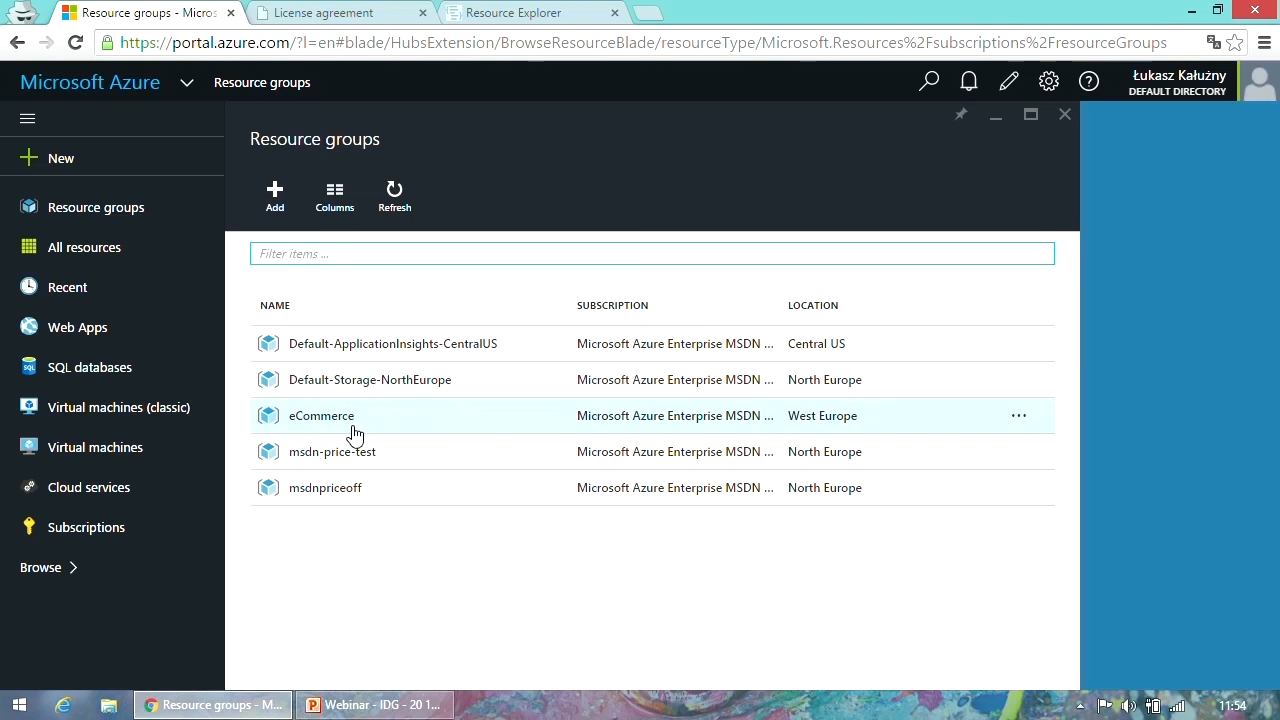 Resource groups - Micros
License agreement
Resource Explorer
https://portal.azure.com/?l=en#blade/HubsExtension/BrowseResourceBlade/resourceType/Microsoft.Resources%2Fsubscriptions%2FresourceGroups
Microsoft Azure
Resource groups
Łukasz Kałużny
DEFAULT DIRECTORY
New
Resource groups
All resources
Recent
Web Apps
SQL databases
Virtual machines (classic)
Virtual machines
Cloud services
Subscriptions
Browse
Resource groups
Add Columns Refresh
Filter items ...
NAME SUBSCRIPTION LOCATION
Default-ApplicationInsights-CentralUS Microsoft Azure Enterprise MSDN ... Central US
Default-Storage-NorthEurope Microsoft Azure Enterprise MSDN ... North Europe
eCommerce Microsoft Azure Enterprise MSDN ... West Europe ...
msdn-price-test Microsoft Azure Enterprise MSDN ... North Europe
msdnpriceoff Microsoft Azure Enterprise MSDN ... North Europe
Resource groups - M...
Webinar - IDG - 20 1...
11:54